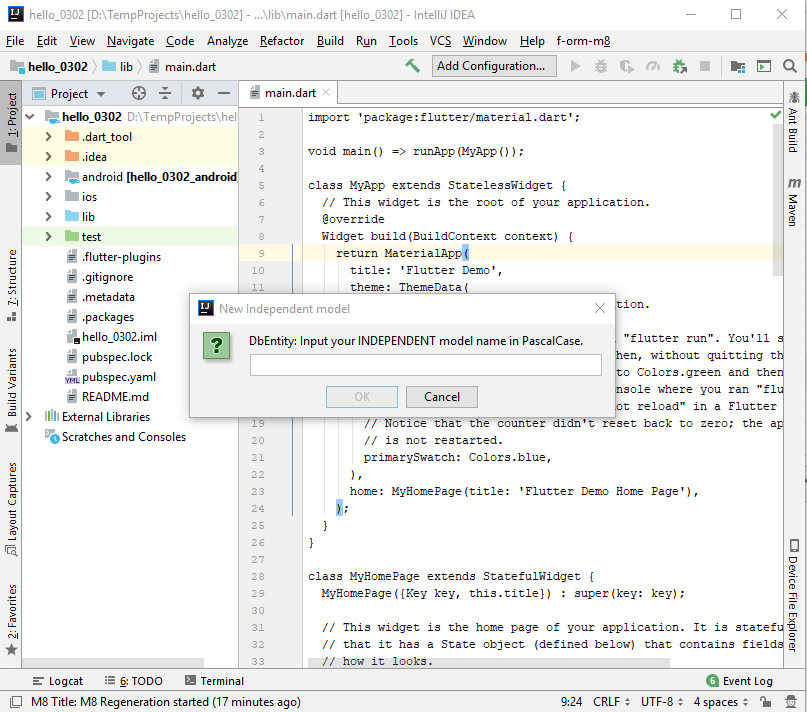 hello_0302 [D:\TempProjects\hello_0302] - ...\lib\main.dart [hello_0302] - IntelliJ IDEA
File Edit View Navigate Code Analyze Refactor Build Run Tools VCS Window Help f-orm-m8
hello_0302 lib main.dart Add Configuration...
1: Project
7: Structure
Build Variants
Layout Captures
2: Favorites
Project
hello_0302 D:\TempProjects\hel
.dart_tool
.idea
android [hello_0302_android]
ios
lib
test
.flutter-plugins
.gitignore
.metadata
.packages
hello_0302.iml
pubspec.lock
YML pubspec.yaml
README.md
External Libraries
Scratches and Consoles
main.dart
1 import 'package:flutter/material.dart';
2
3 void main() => runApp(MyApp());
4
5 class MyApp extends StatelessWidget {
6 // This widget is the root of your application.
7 @override
8 Widget build(BuildContext context) {
9 return MaterialApp(
10 title: 'Flutter Demo',
11 theme: ThemeData(
tion.
"flutter run". You'll s
hen, without quitting th
to Colors.green and then
nsole where you ran "flu
ot reload" in a Flutter
19 // Notice that the counter didn't reset back to zero; the ap
20 // is not restarted.
21 primarySwatch: Colors.blue,
22 ),
23 home: MyHomePage(title: 'Flutter Demo Home Page'),
24 );
25 }
26 }
27
28 class MyHomePage extends StatefulWidget {
29 MyHomePage({Key key, this.title}) : super(key: key);
30
31 // This widget is the home page of your application. It is statefu
32 // that it has a State object (defined below) that contains fields
33 // how it looks.
New Independent model
DbEntity: Input your INDEPENDENT model name in PascalCase.
OK Cancel
Ant Build
Maven
Device File Explorer
Logcat 6: TODO Terminal 6 Event Log
M8 Title: M8 Regeneration started (17 minutes ago) 9:24 CRLF UTF-8 4 spaces